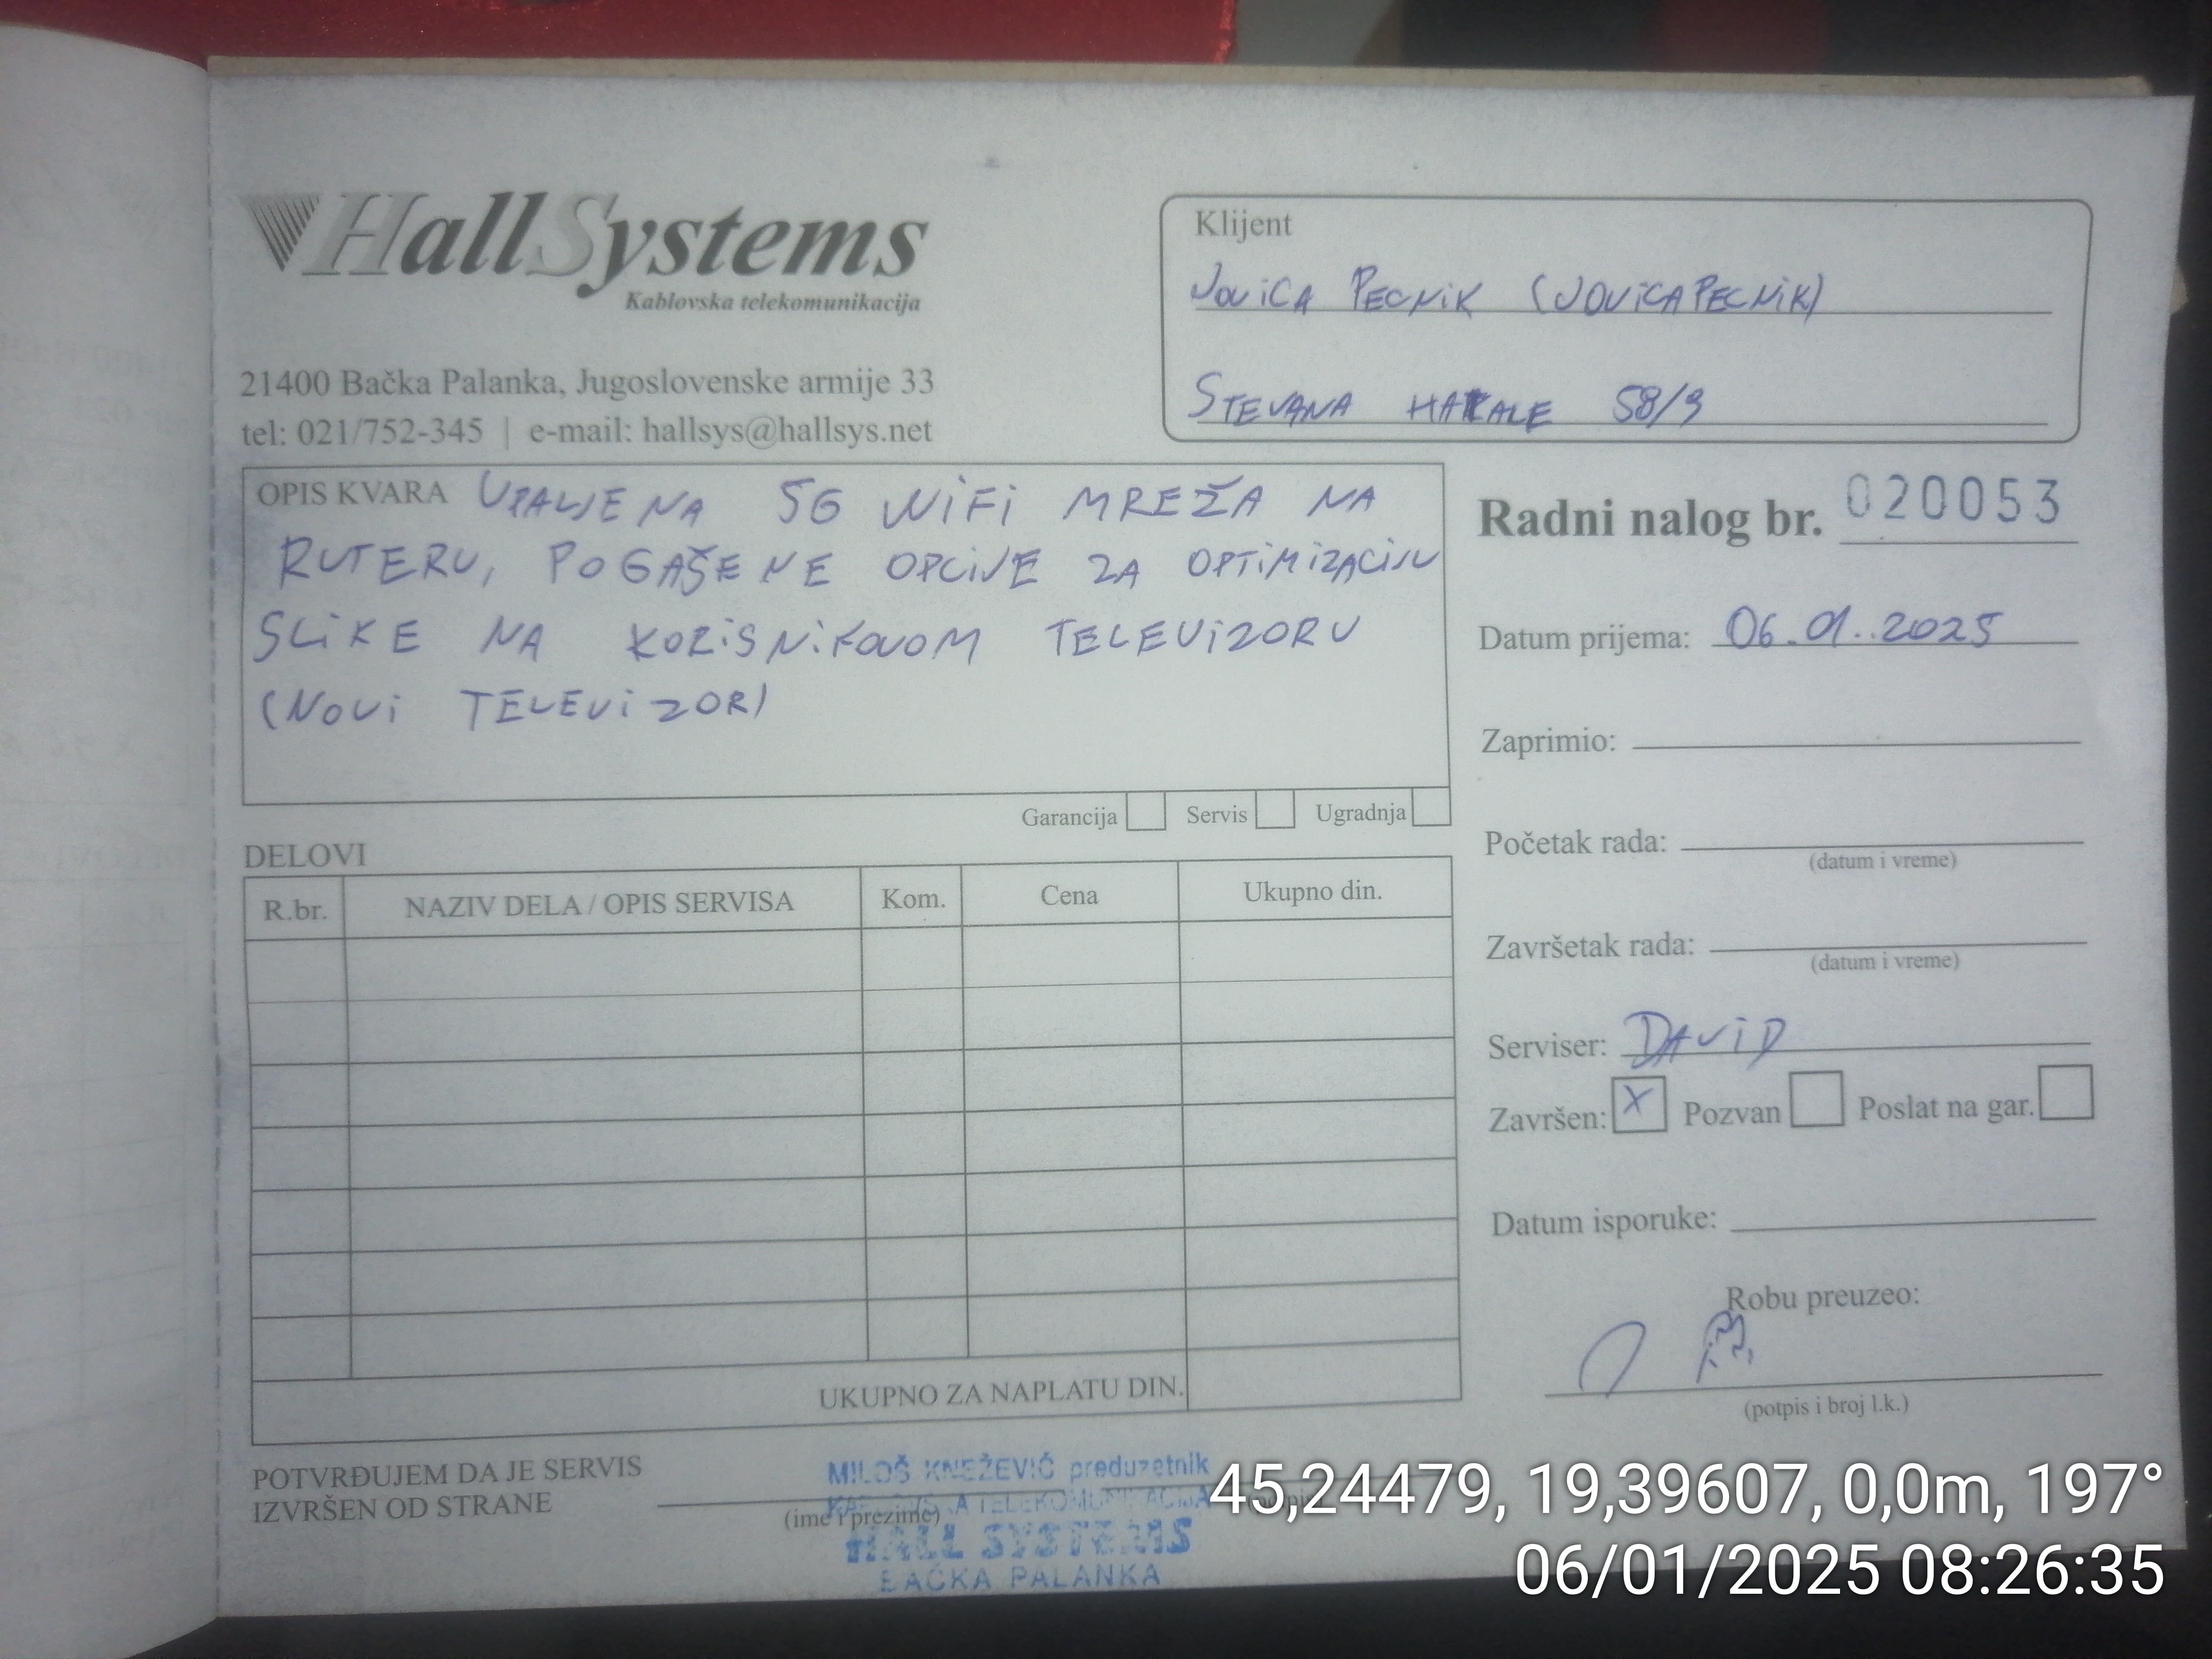 HallSystems
Kablovska telekomunikacija
21400 Bačka Palanka, Jugoslovenske armije 33
tel: 021/752-345 | e-mail: hallsys@hallsys.net
Klijent
JOVICA PECNIK (JOVICAPECNIK)
STEVANA HAKALE 58/9
OPIS KVARA UPALJENA 5G WIFI MREŽA NA
RUTERU, POGAŠENE OPCIJE ZA OPTIMIZACIJU
SLIKE NA KORISNIKOVOM TELEVIZORU
(NOVI TELEVIZOR)
Garancija Servis Ugradnja
Radni nalog br. 020053
Datum prijema: 06.01.2025
Zaprimio:
Početak rada:
(datum i vreme)
Završetak rada:
(datum i vreme)
Serviser: DAVID
Završen: X Pozvan Poslat na gar.
Datum isporuke:
Robu preuzeo:
(potpis i broj l.k.)
DELOVI
R.br. NAZIV DELA / OPIS SERVISA Kom. Cena Ukupno din.
UKUPNO ZA NAPLATU DIN.
POTVRĐUJEM DA JE SERVIS
IZVRŠEN OD STRANE
(ime i prezime)
MILOŠ KNEŽEVIĆ preduzetnik
KABLOVSKA TELEKOMUNIKACIJA
HALL SYSTEMS
BAČKA PALANKA
45,24479, 19,39607, 0,0m, 197°
06/01/2025 08:26:35